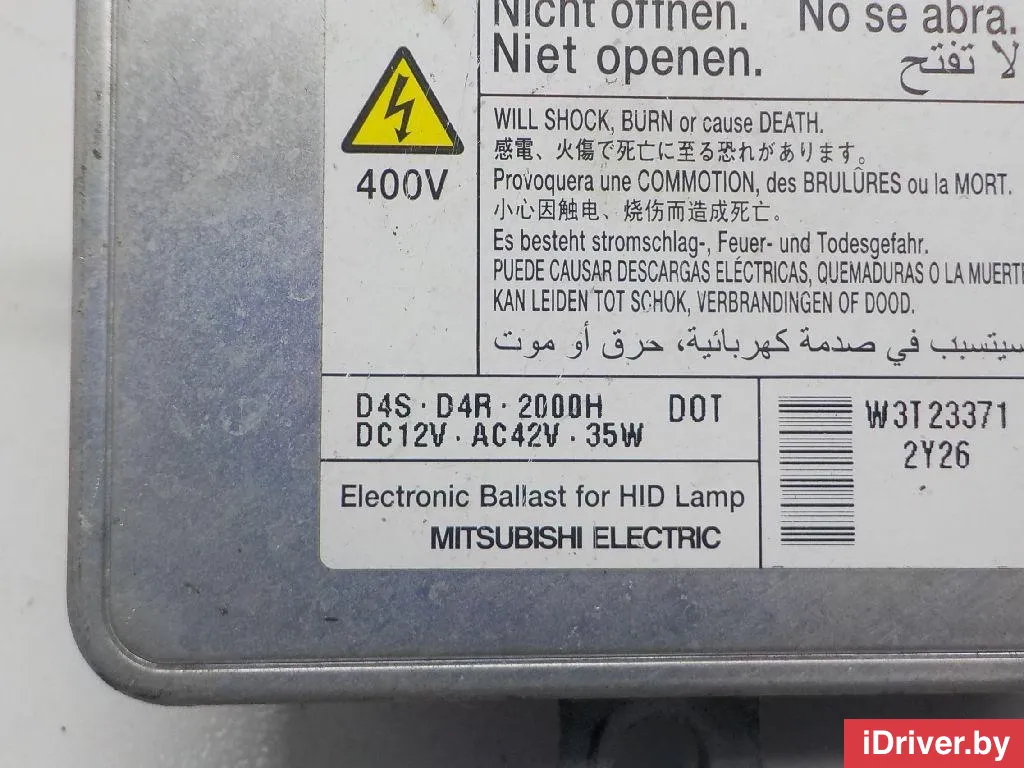 Nicht öffnen. No se abra.
Niet openen. لا تفتح
400V
WILL SHOCK, BURN or cause DEATH.
感電、火傷で死亡に至る恐れがあります。
Provoquera une COMMOTION, des BRULÛRES ou la MORT.
小心因触电、烧伤而造成死亡。
Es besteht stromschlag-, Feuer- und Todesgefahr.
PUEDE CAUSAR DESCARGAS ELÉCTRICAS, QUEMADURAS O LA MUERTE
KAN LEIDEN TOT SCHOK, VERBRANDINGEN OF DOOD.
سيتسبب في صدمة كهربائية، حرق أو موت
D4S · D4R · 2000H DOT
DC12V · AC42V · 35W
W3T23371
2Y26
Electronic Ballast for HID Lamp
MITSUBISHI ELECTRIC
iDriver.by